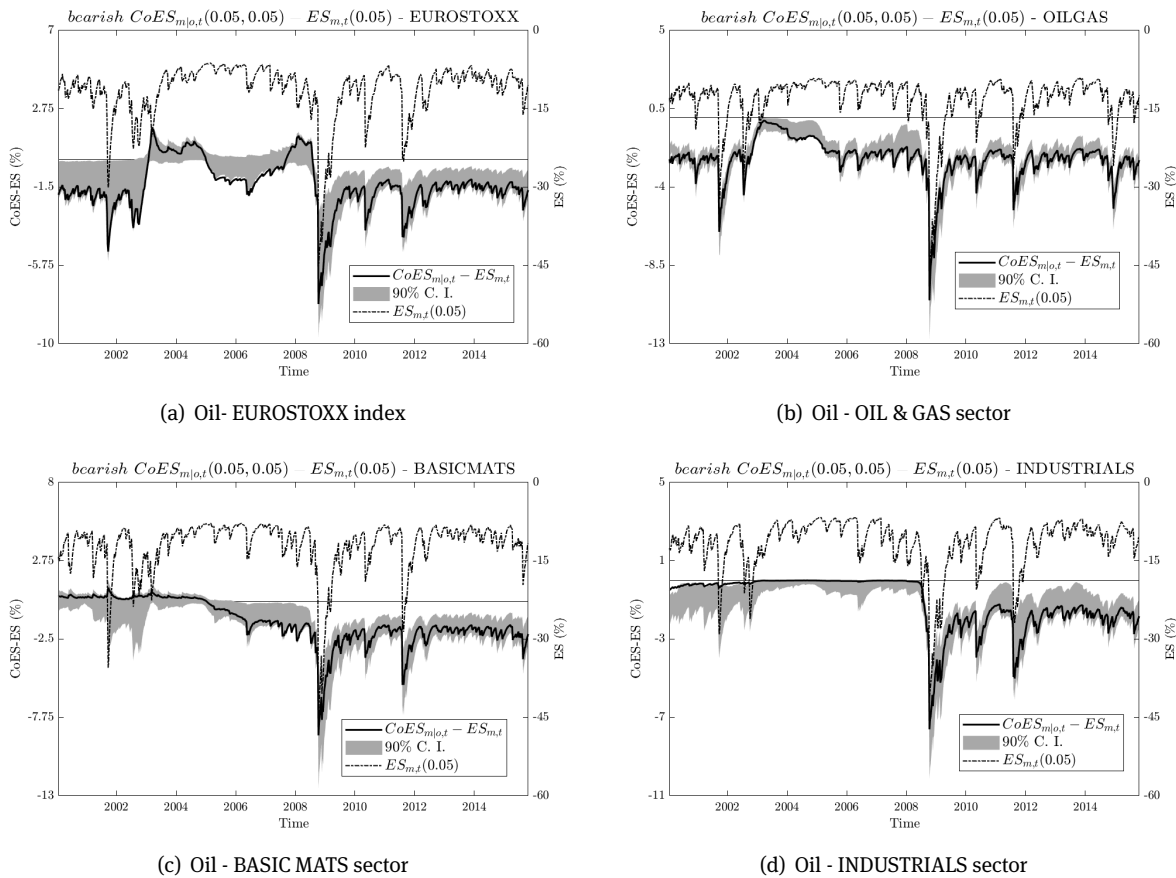 bearish CoES_{m|o,t}(0.05, 0.05) − ES_{m,t}(0.05) - EUROSTOXX
7
2.75
-1.5
-5.75
-10
CoES-ES (%)
0
-15
-30
-45
-60
ES (%)
CoES_{m|o,t} − ES_{m,t}
90% C. I.
ES_{m,t}(0.05)
2002 2004 2006 2008 2010 2012 2014
Time
(a) Oil- EUROSTOXX index
bearish CoES_{m|o,t}(0.05, 0.05) − ES_{m,t}(0.05) - OILGAS
5
0.5
-4
-8.5
-13
CoES-ES (%)
0
-15
-30
-45
-60
ES (%)
CoES_{m|o,t} − ES_{m,t}
90% C. I.
ES_{m,t}(0.05)
2002 2004 2006 2008 2010 2012 2014
Time
(b) Oil - OIL & GAS sector
bearish CoES_{m|o,t}(0.05, 0.05) − ES_{m,t}(0.05) - BASICMATS
8
2.75
-2.5
-7.75
-13
CoES-ES (%)
0
-15
-30
-45
-60
ES (%)
CoES_{m|o,t} − ES_{m,t}
90% C. I.
ES_{m,t}(0.05)
2002 2004 2006 2008 2010 2012 2014
Time
(c) Oil - BASIC MATS sector
bearish CoES_{m|o,t}(0.05, 0.05) − ES_{m,t}(0.05) - INDUSTRIALS
5
1
-3
-7
-11
CoES-ES (%)
0
-15
-30
-45
-60
ES (%)
CoES_{m|o,t} − ES_{m,t}
90% C. I.
ES_{m,t}(0.05)
2002 2004 2006 2008 2010 2012 2014
Time
(d) Oil - INDUSTRIALS sector